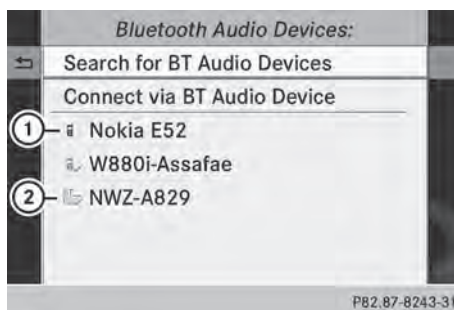 Bluetooth Audio Devices:
Search for BT Audio Devices
Connect via BT Audio Device
1 Nokia E52
W880i-Assafae
2 NWZ-A829
P82.87-8243-31